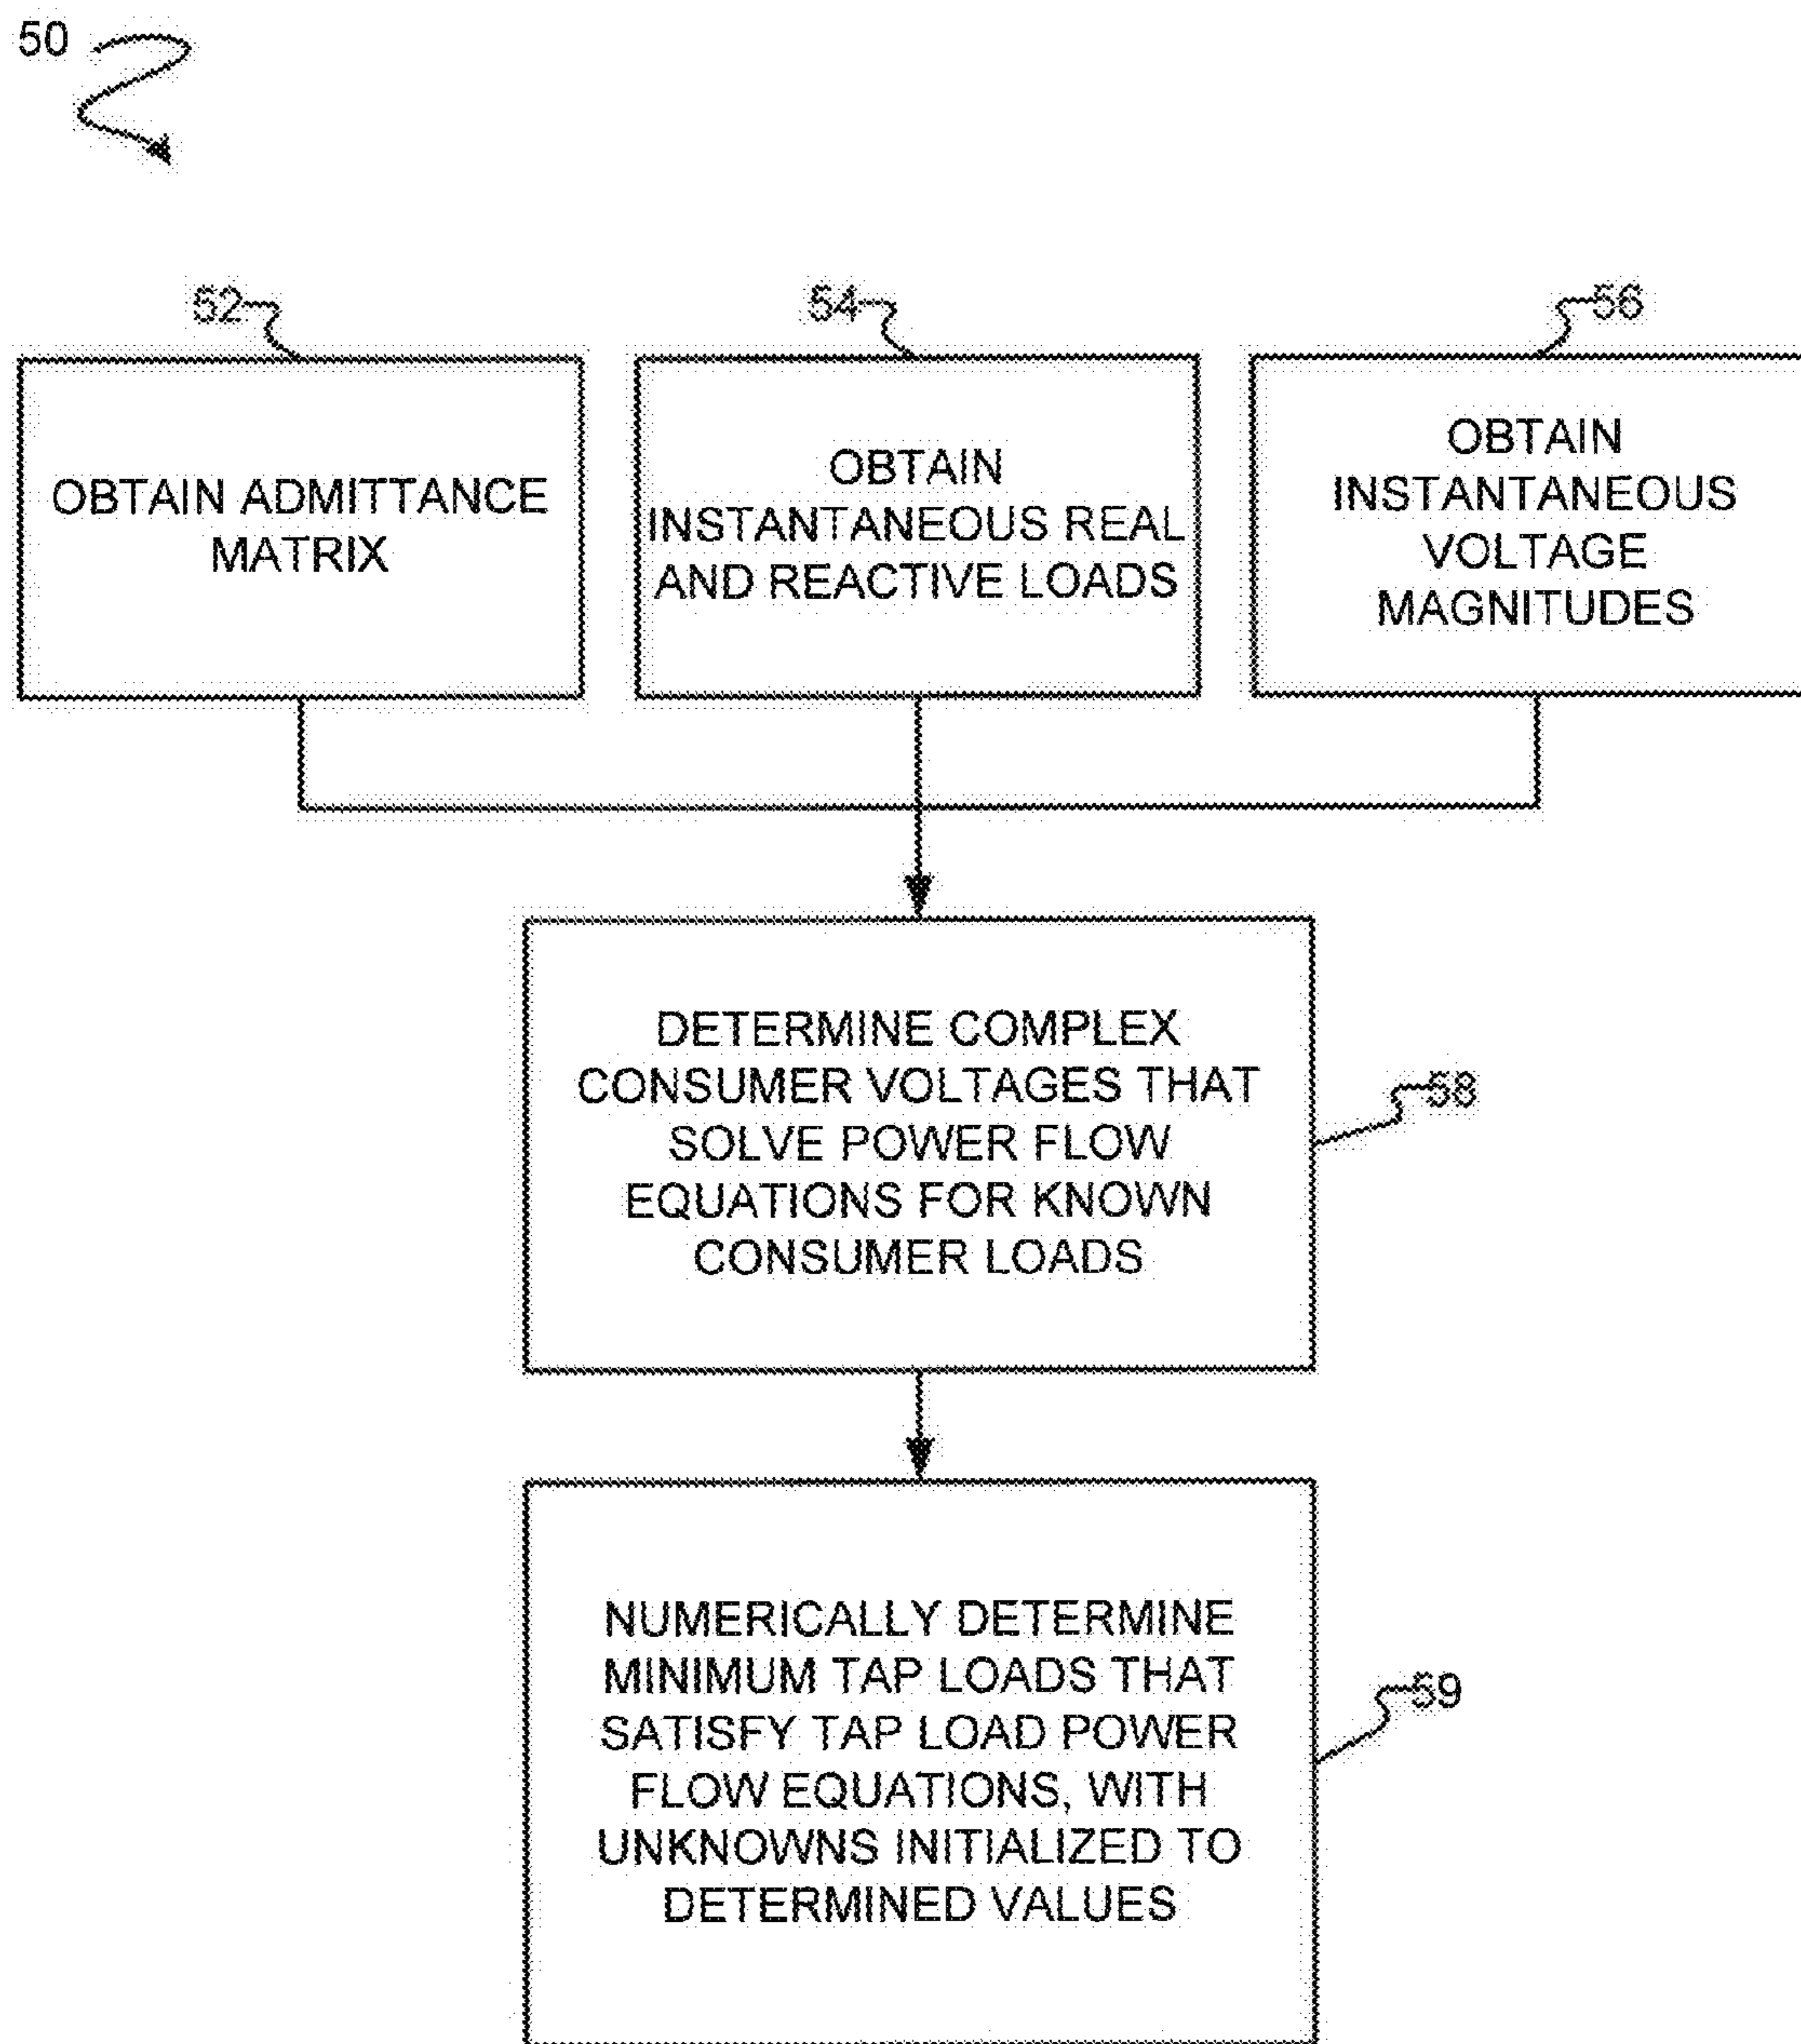 50
52
54
56
OBTAIN ADMITTANCE
MATRIX
OBTAIN
INSTANTANEOUS REAL
AND REACTIVE LOADS
OBTAIN
INSTANTANEOUS
VOLTAGE
MAGNITUDES
DETERMINE COMPLEX
CONSUMER VOLTAGES THAT
SOLVE POWER FLOW
EQUATIONS FOR KNOWN
CONSUMER LOADS
58
NUMERICALLY DETERMINE
MINIMUM TAP LOADS THAT
SATISFY TAP LOAD POWER
FLOW EQUATIONS, WITH
UNKNOWNS INITIALIZED TO
DETERMINED VALUES
59